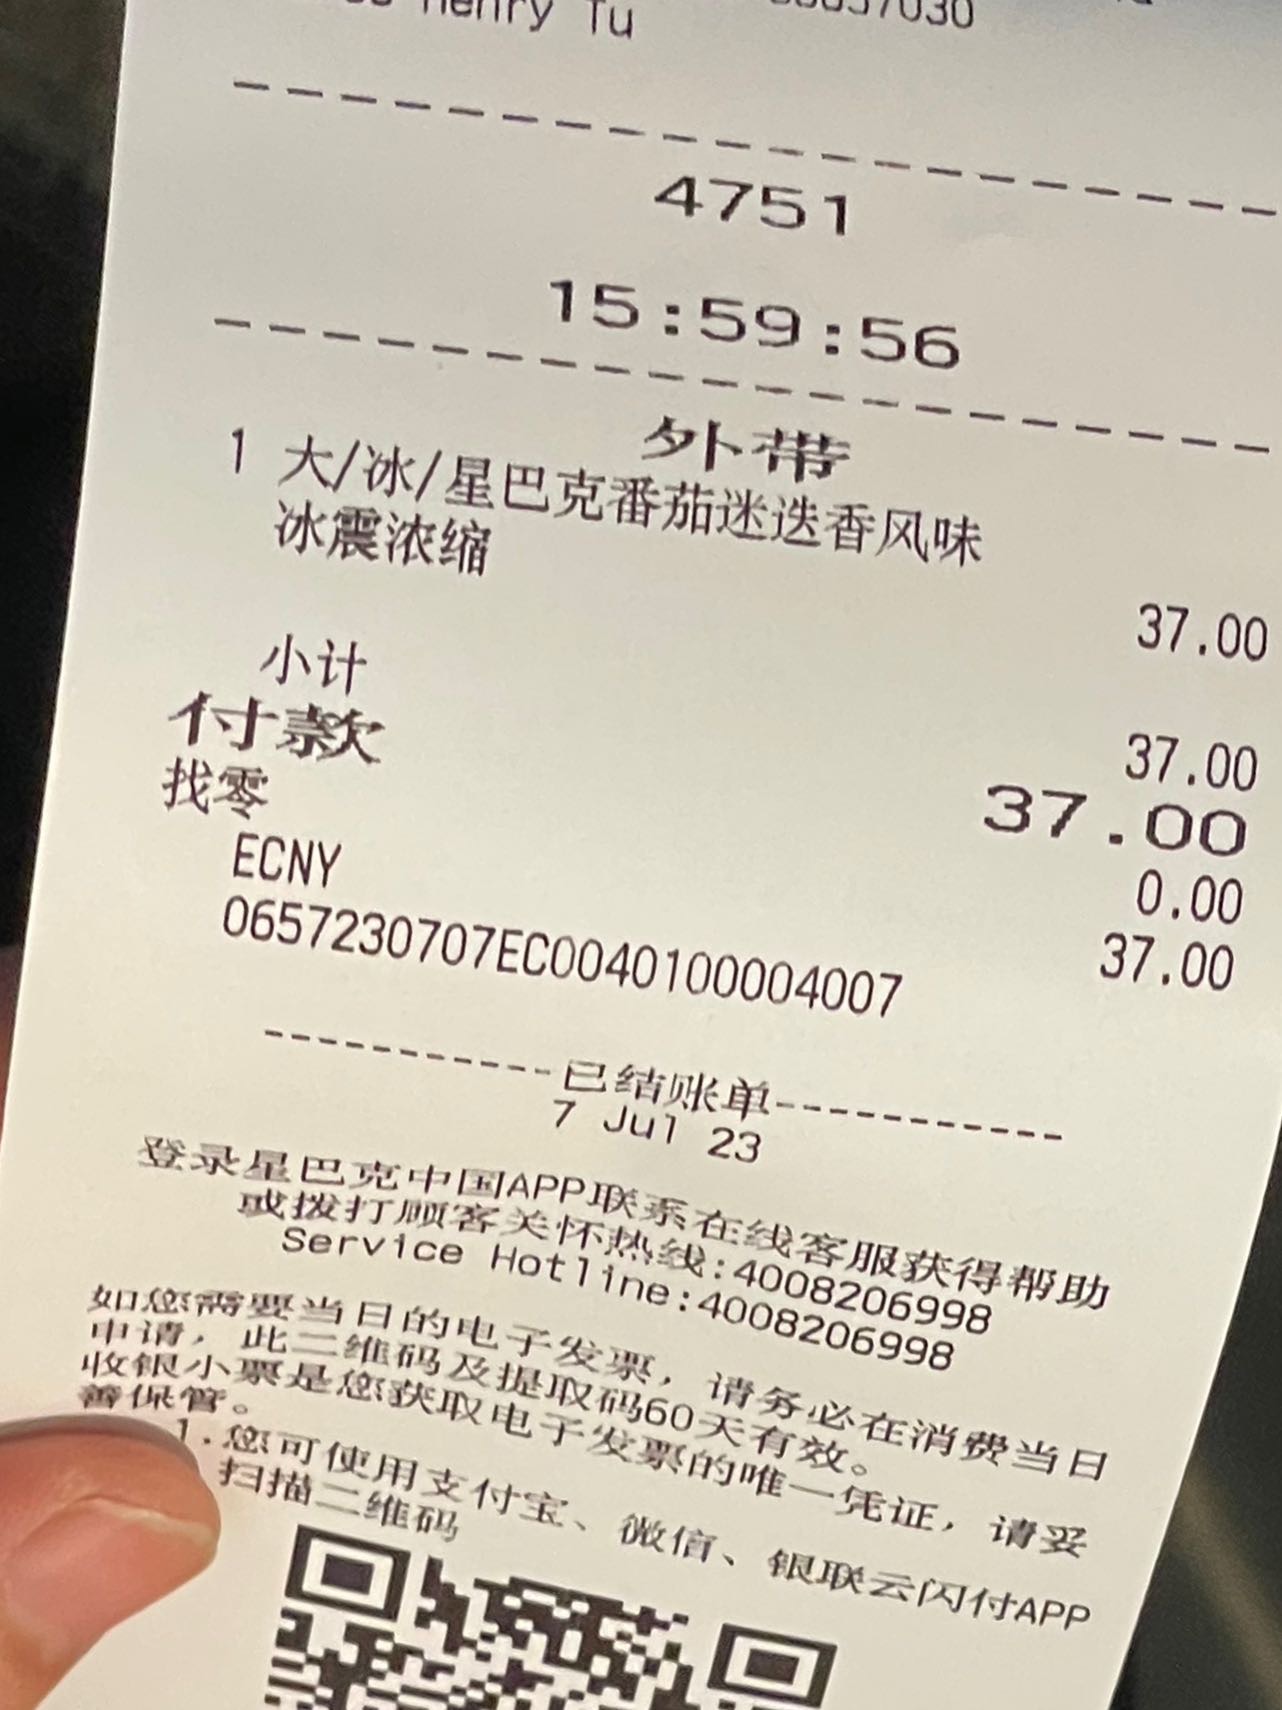 Henry Tu
4751
15:59:56
外带
1 大/冰/星巴克番茄迷迭香风味
冰震浓缩
37.00
小计 37.00
付款 37.00
找零 0.00
ECNY 37.00
0657230707EC0040100004007
-----------已结账单-----------
7 Jul 23
登录星巴克中国APP联系在线客服获得帮助
或拨打顾客关怀热线:4008206998
Service Hotline:4008206998
如您需要当日的电子发票，请务必在消费当日
申请，此二维码及提取码60天有效。
收银小票是您获取电子发票的唯一凭证，请妥
善保管。
1.您可使用支付宝、微信、银联云闪付APP
扫描二维码